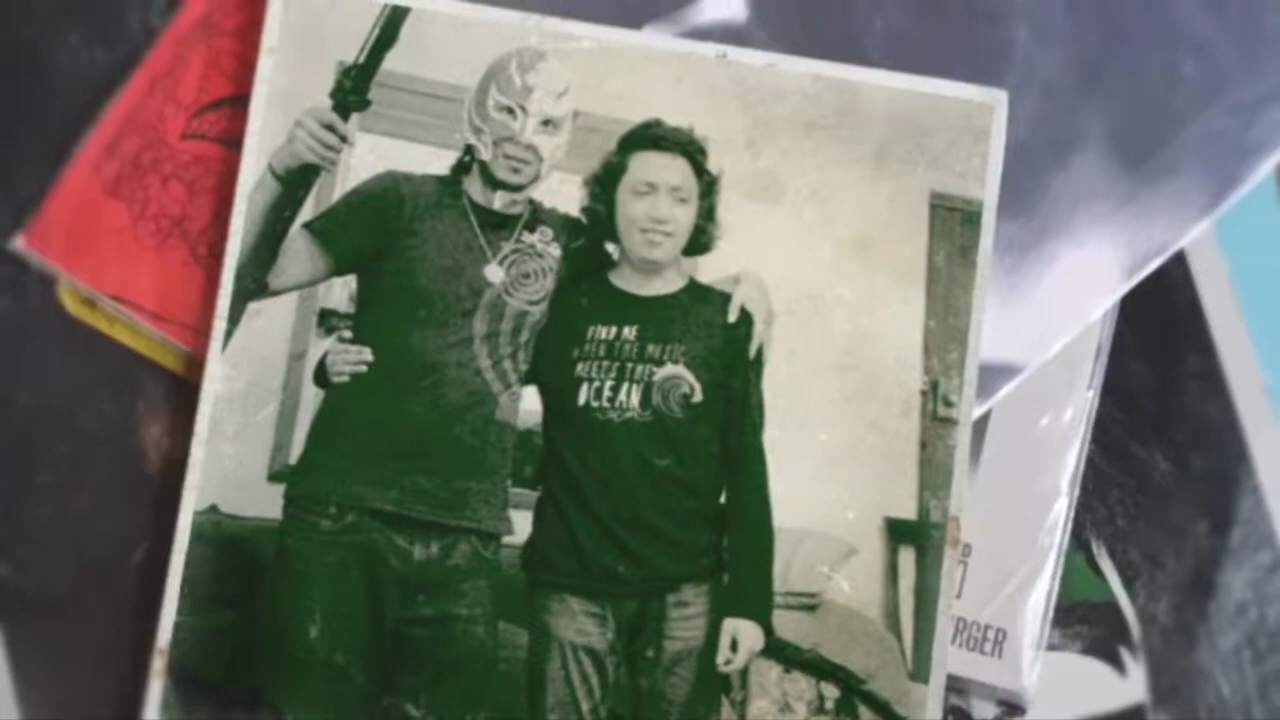 FIND ME
WHEN THE MUSIC
MEETS THE
OCEAN
RGER